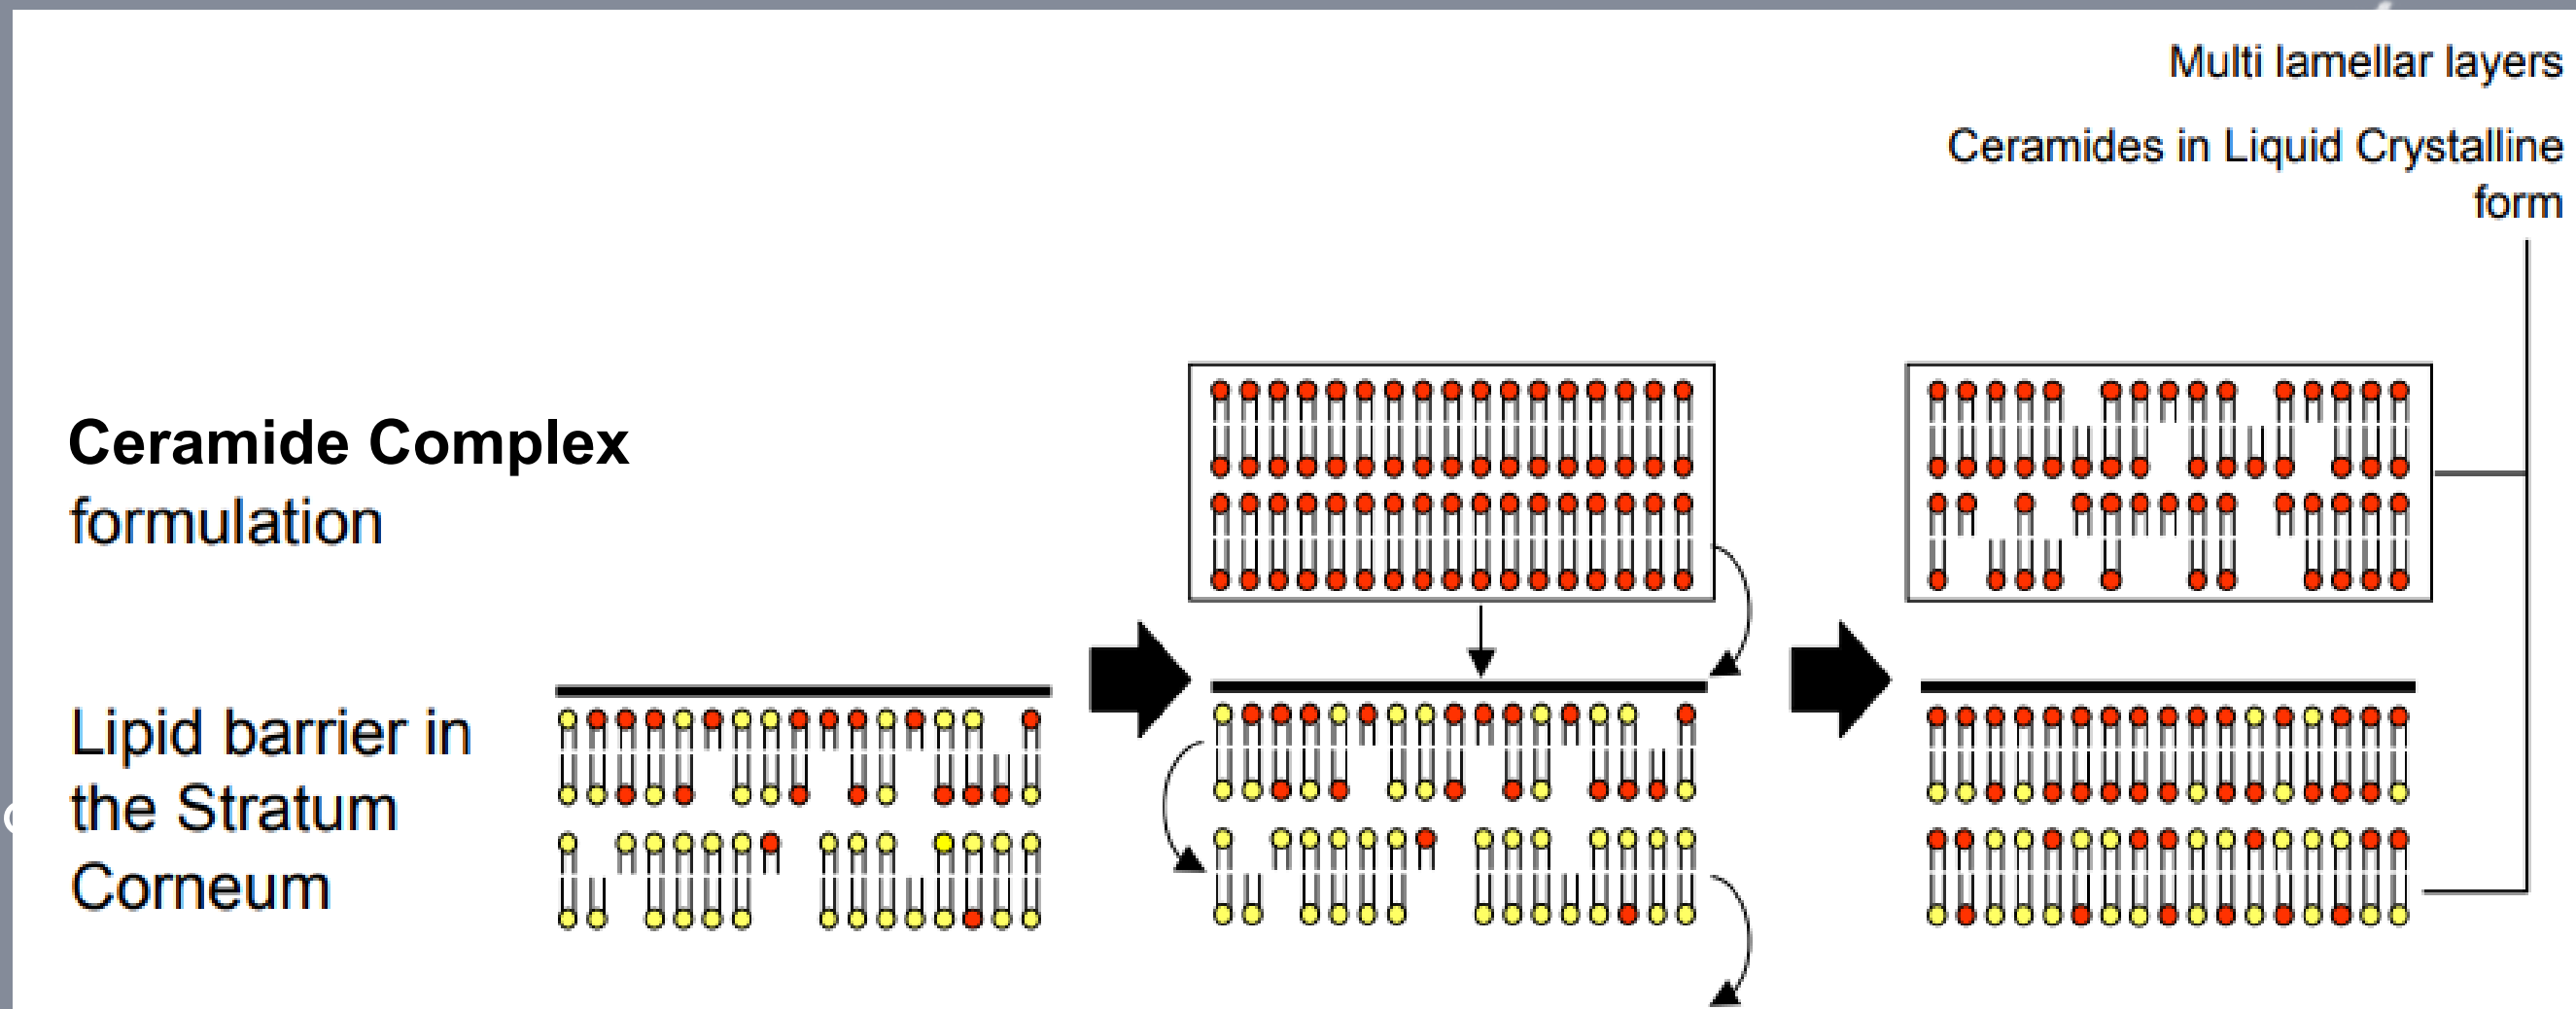 Multi lamellar layers
Ceramides in Liquid Crystalline
form
Ceramide Complex
formulation
Lipid barrier in
the Stratum
Corneum